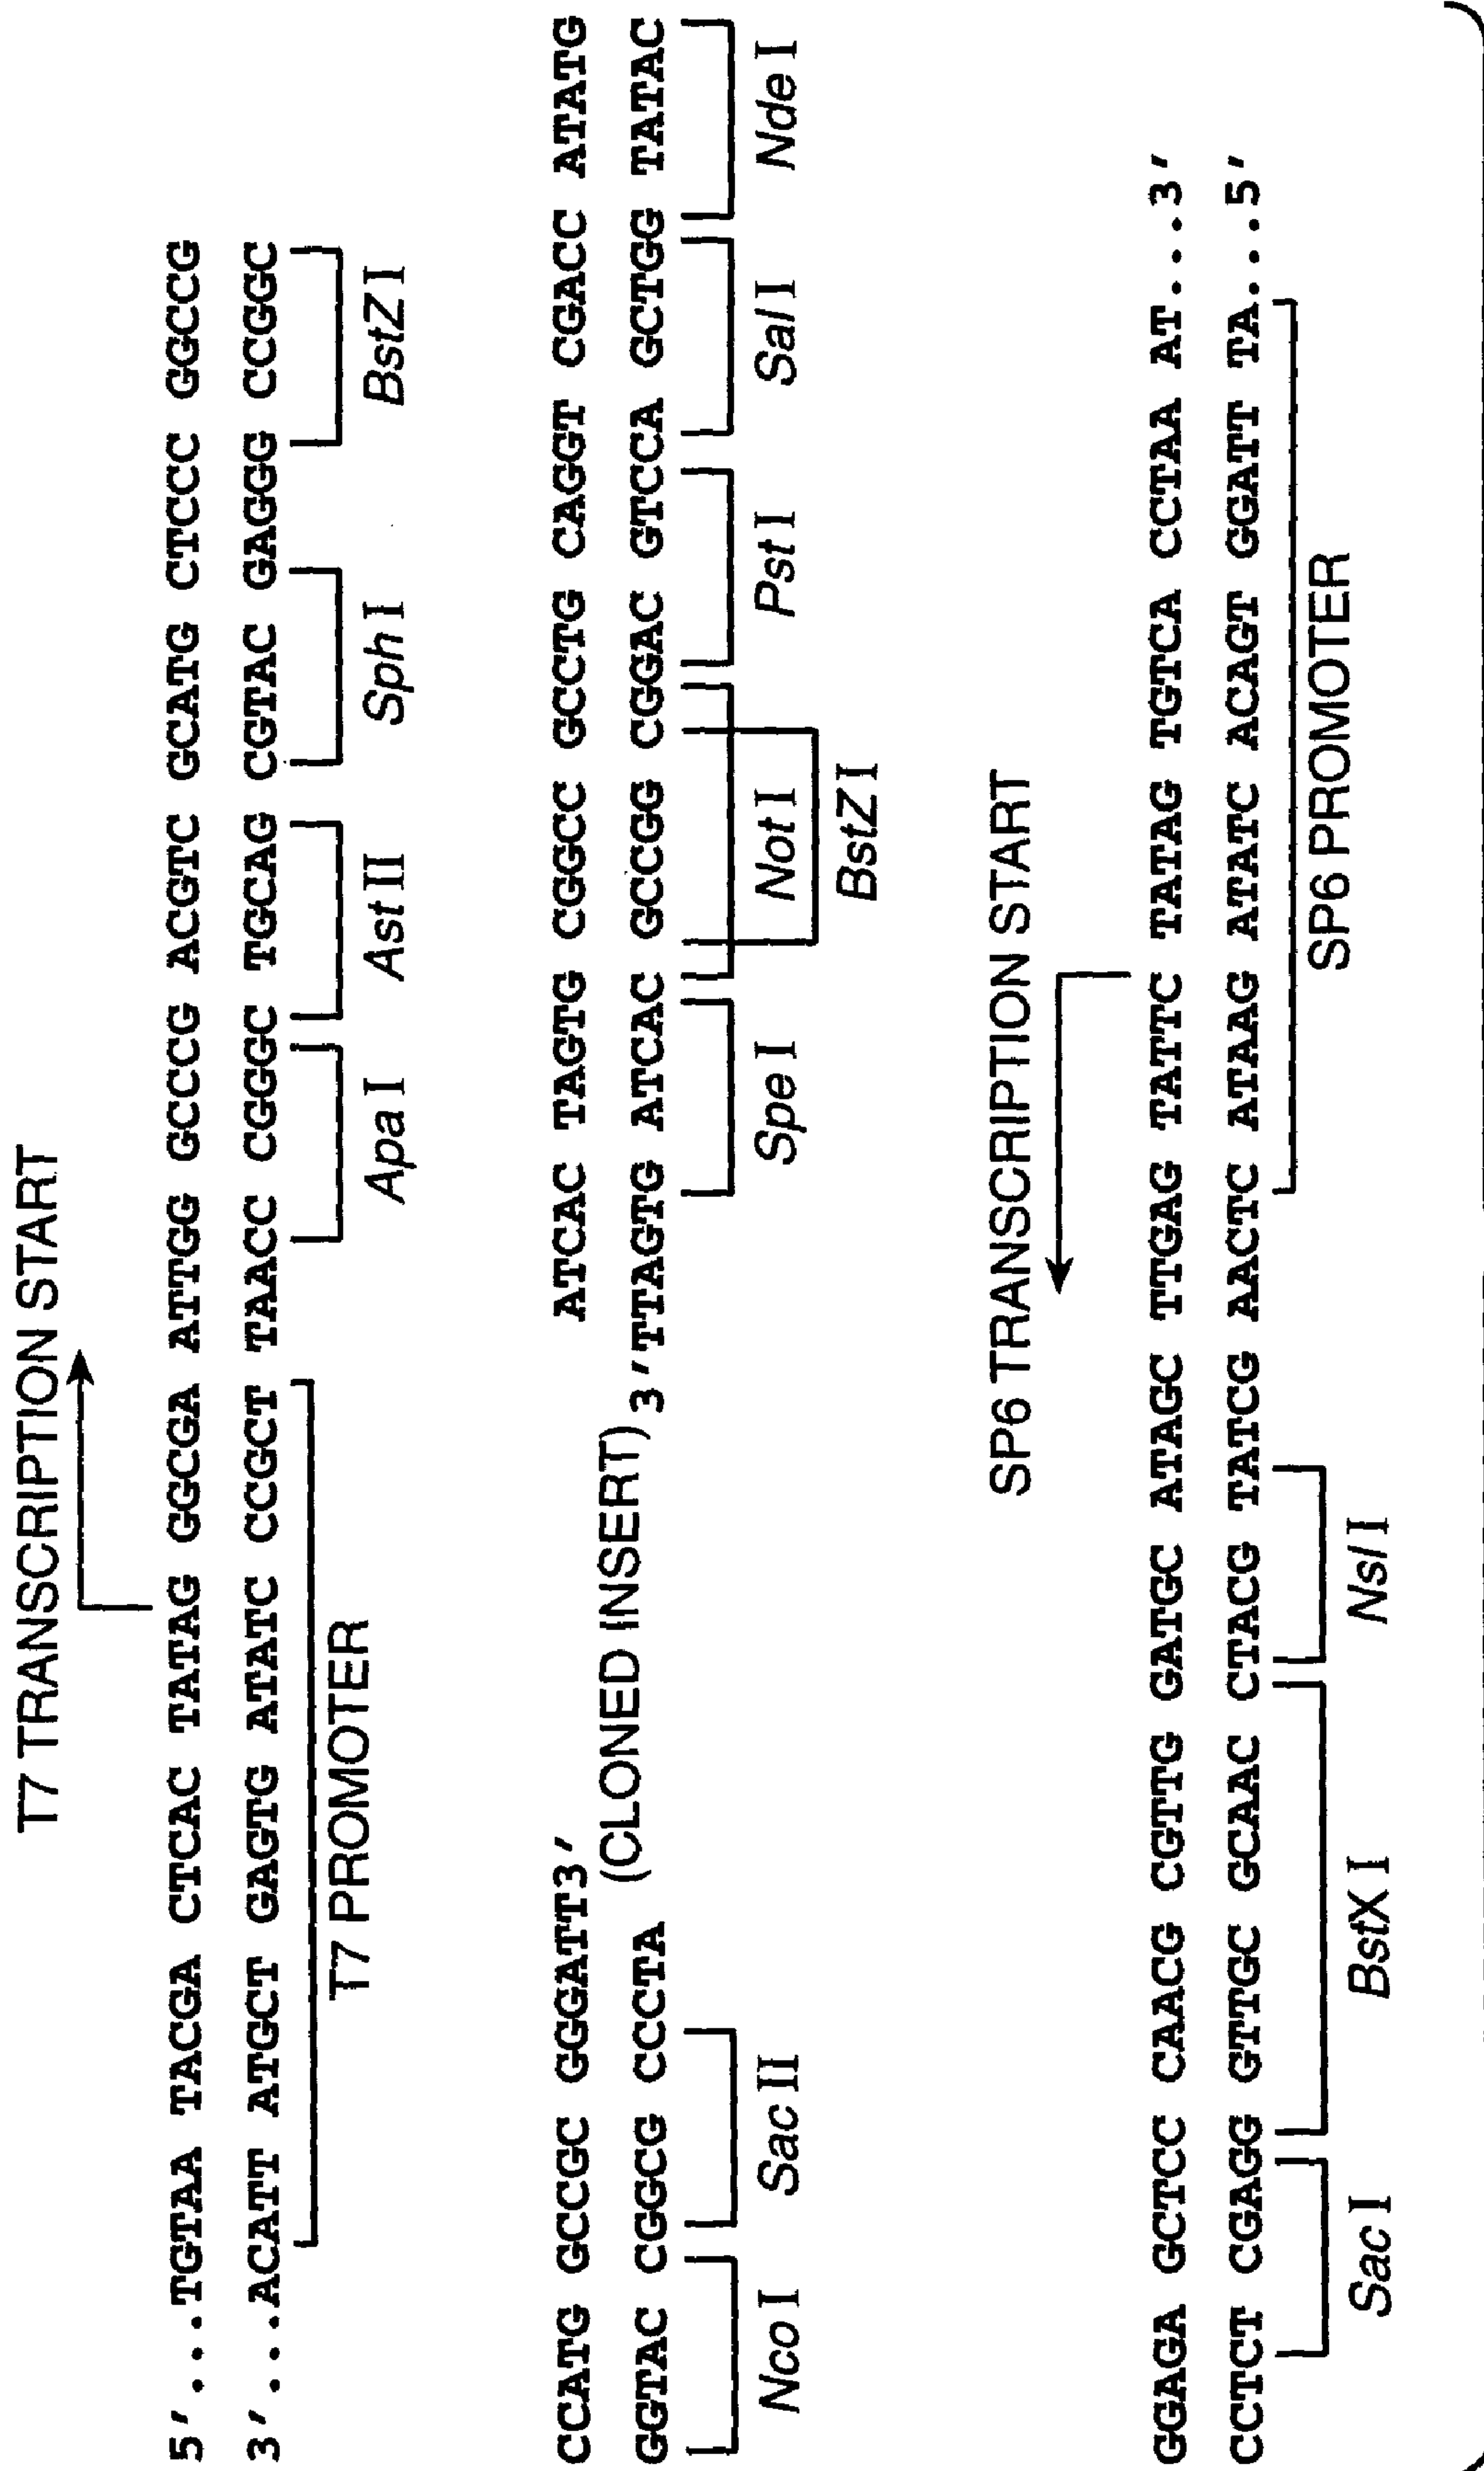 T7 TRANSCRIPTION START
5'...TGTAA TACGA CTCAC TATAG GGCGA ATTGG GCCCG ACGTC GCATG CTCCC GGCCG
3'...ACATT ATGCT GAGTG ATATC CCGCT TAACC CGGGC TGCAG CGTAC GAGGG CCGGC
T7 PROMOTER Apa I Ast II Sph I BstZ I
CCATG GCCGC GGGATT3' ATCAC TAGTG CGGCC GCCTG CAGGT CGACC ATATG
(CLONED INSERT)
GGTAC CGGCG CCCTA 3'TTAGTG ATCAC GCCGG CGGAC GTCCA GCTGG TATAC
Nco I Sac II Spe I Not I Pst I Sal I Nde I
BstZ I
SP6 TRANSCRIPTION START
GGAGA GCTCC CAACG CGTTG GATGC ATAGC TTGAG TATTC TATAG TGTCA CCTAA AT...3'
CCTCT CGAGG GTTGC GCAAC CTACG TATCG AACTC ATAAG ATATC ACAGT GGATT TA...5'
Sac I BstX I Nsl I SP6 PROMOTER